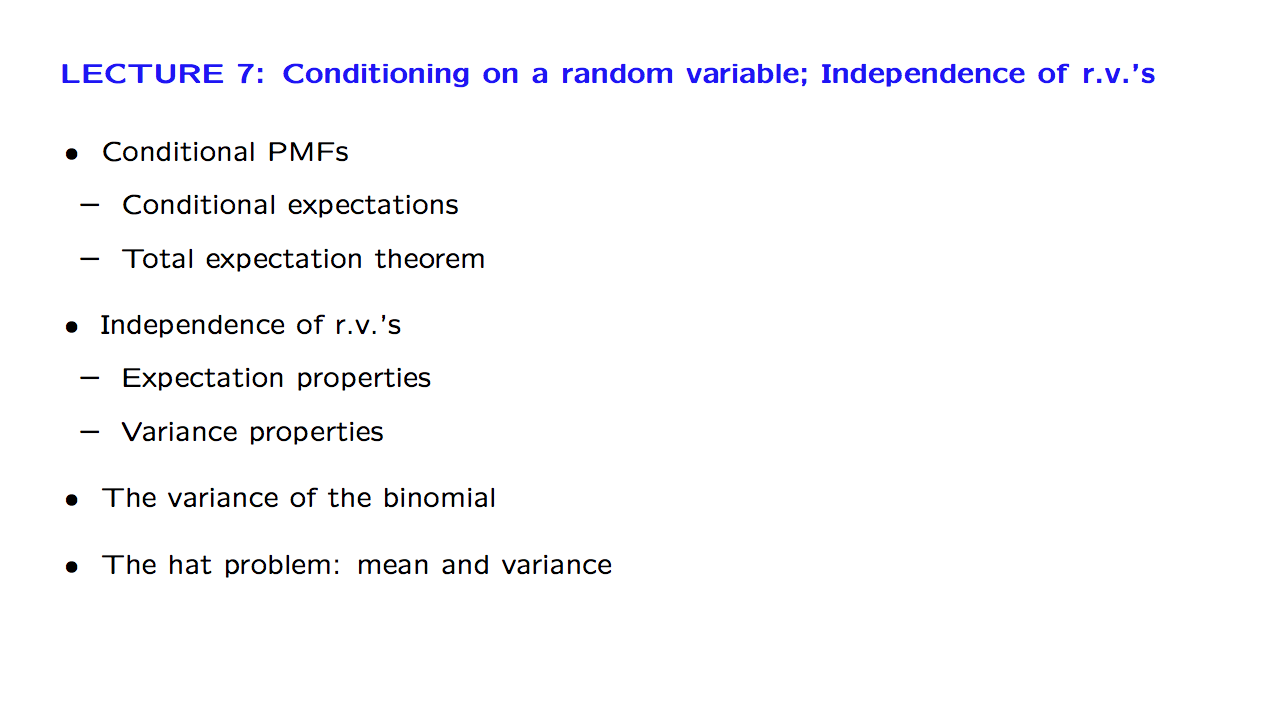 LECTURE 7: Conditioning on a random variable; Independence of r.v.'s
• Conditional PMFs
– Conditional expectations
– Total expectation theorem
• Independence of r.v.'s
– Expectation properties
– Variance properties
• The variance of the binomial
• The hat problem: mean and variance